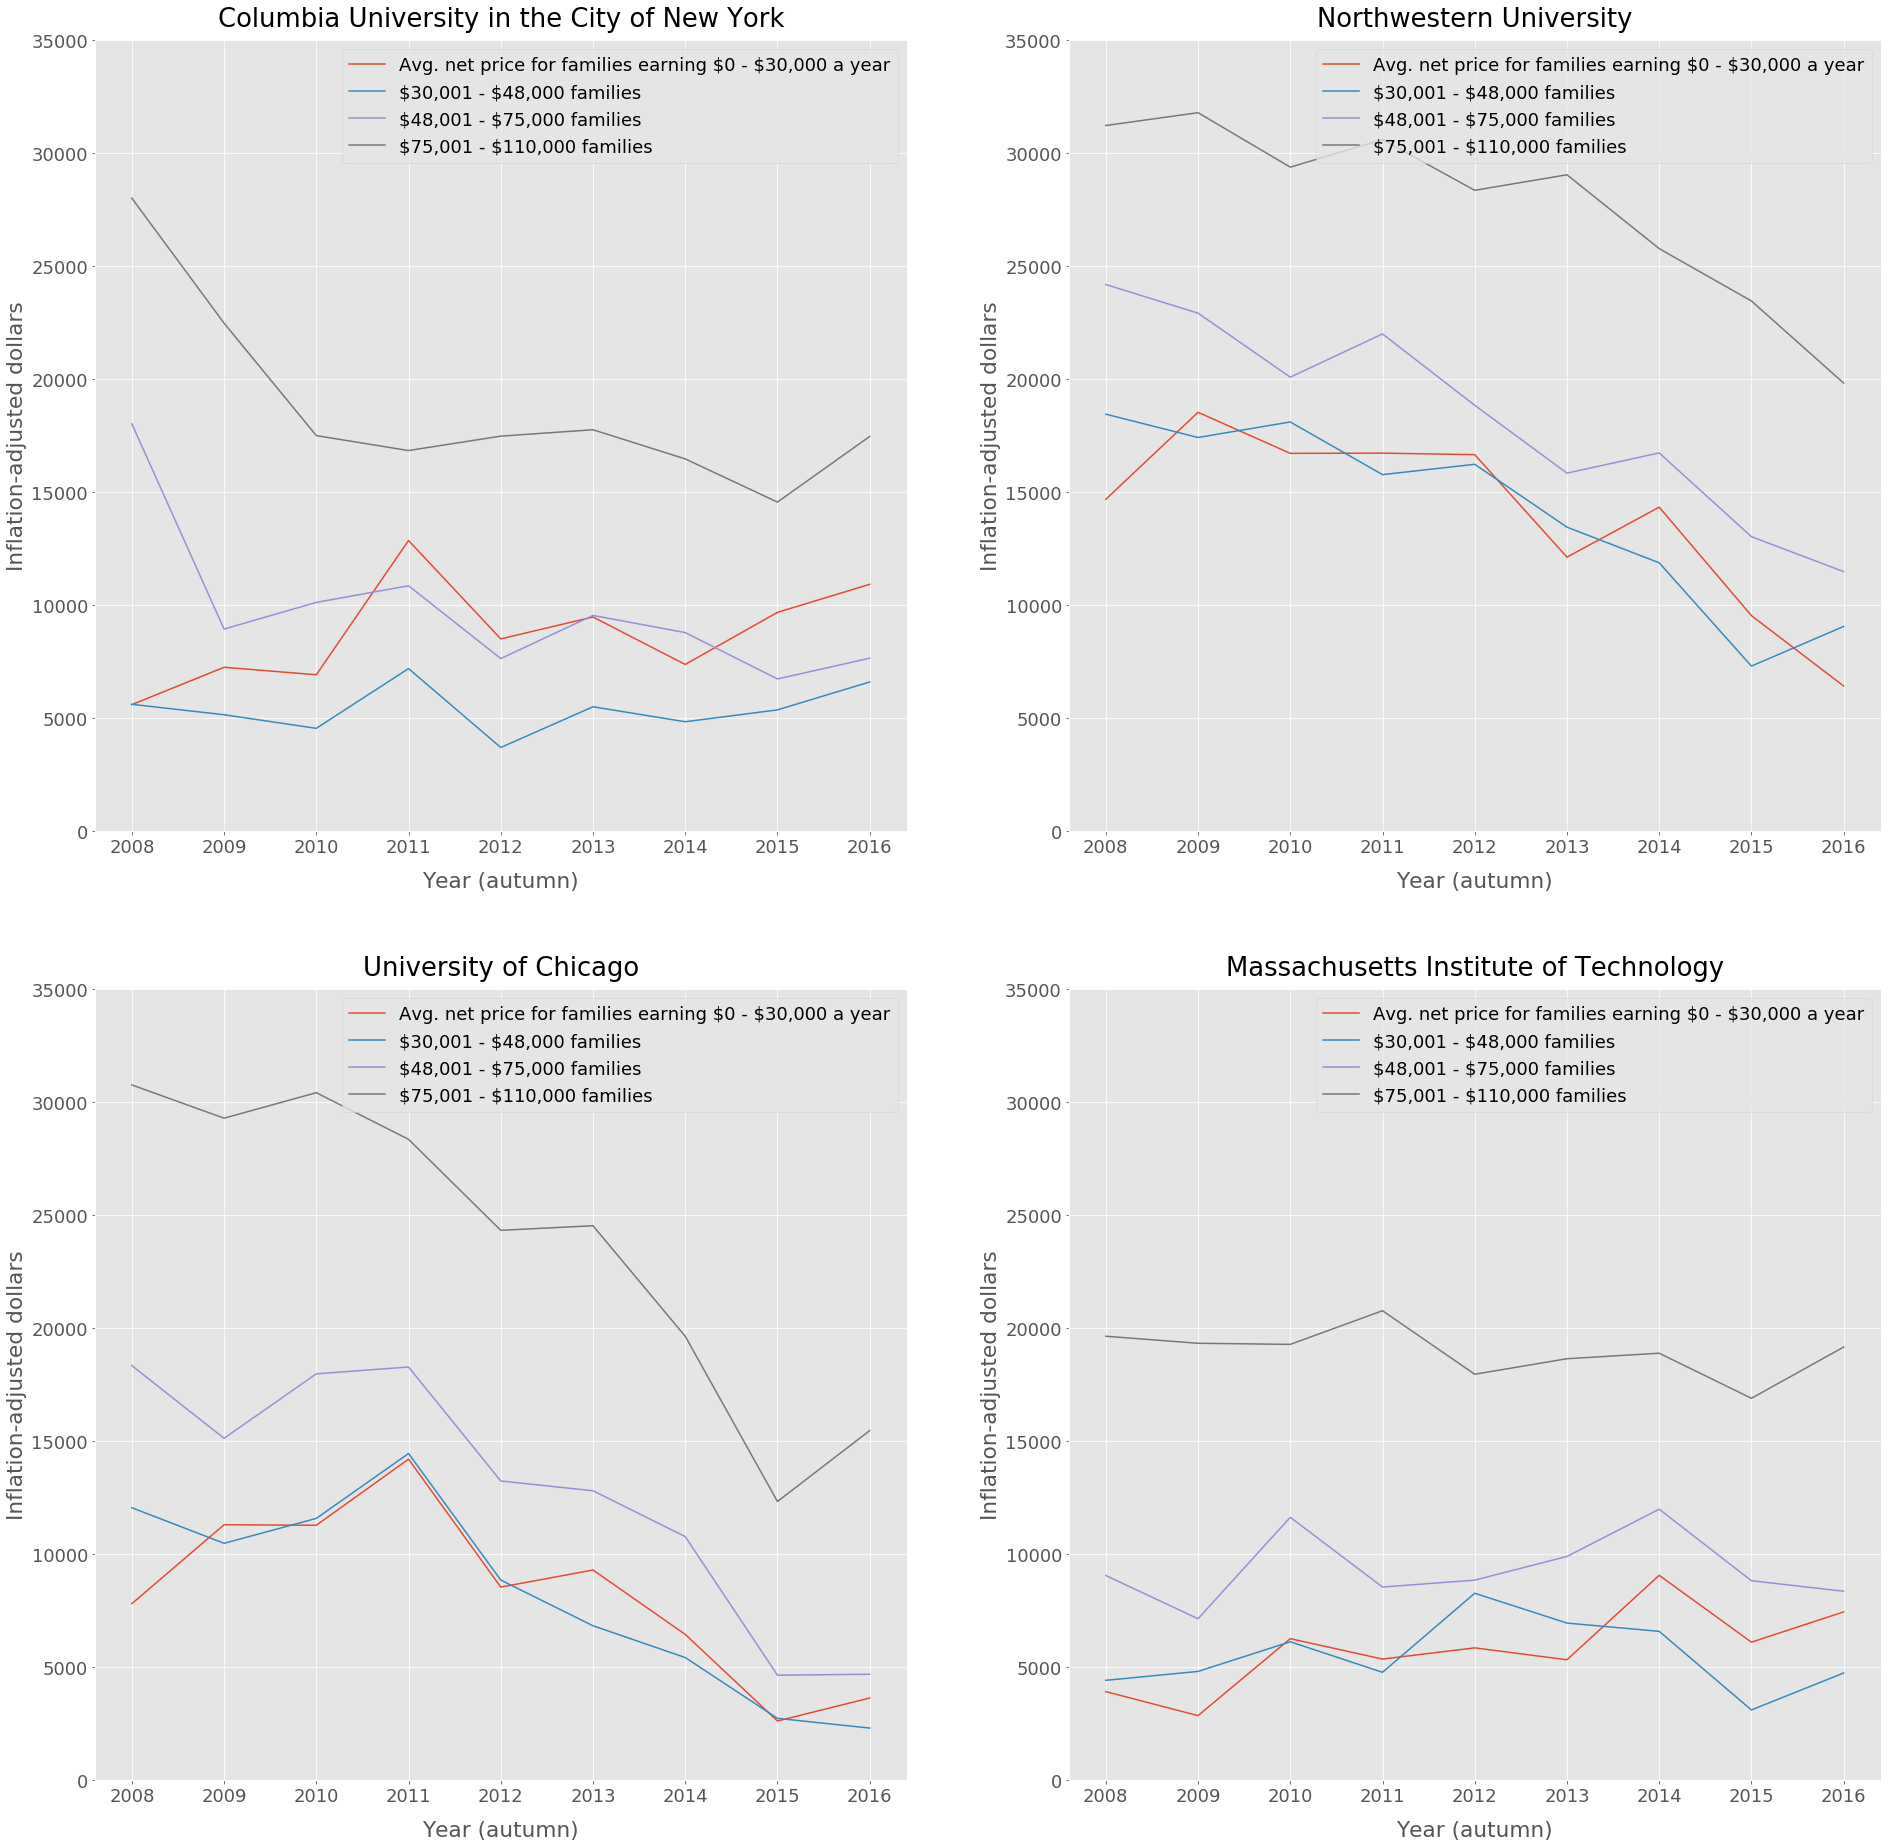 Columbia University in the City of New York
35000
30000
25000
20000
15000
10000
5000
0
Inflation-adjusted dollars
Avg. net price for families earning $0 - $30,000 a year
$30,001 - $48,000 families
$48,001 - $75,000 families
$75,001 - $110,000 families
2008 2009 2010 2011 2012 2013 2014 2015 2016
Year (autumn)
Northwestern University
35000
30000
25000
20000
15000
10000
5000
0
Inflation-adjusted dollars
Avg. net price for families earning $0 - $30,000 a year
$30,001 - $48,000 families
$48,001 - $75,000 families
$75,001 - $110,000 families
2008 2009 2010 2011 2012 2013 2014 2015 2016
Year (autumn)
University of Chicago
35000
30000
25000
20000
15000
10000
5000
0
Inflation-adjusted dollars
Avg. net price for families earning $0 - $30,000 a year
$30,001 - $48,000 families
$48,001 - $75,000 families
$75,001 - $110,000 families
2008 2009 2010 2011 2012 2013 2014 2015 2016
Year (autumn)
Massachusetts Institute of Technology
35000
30000
25000
20000
15000
10000
5000
0
Inflation-adjusted dollars
Avg. net price for families earning $0 - $30,000 a year
$30,001 - $48,000 families
$48,001 - $75,000 families
$75,001 - $110,000 families
2008 2009 2010 2011 2012 2013 2014 2015 2016
Year (autumn)